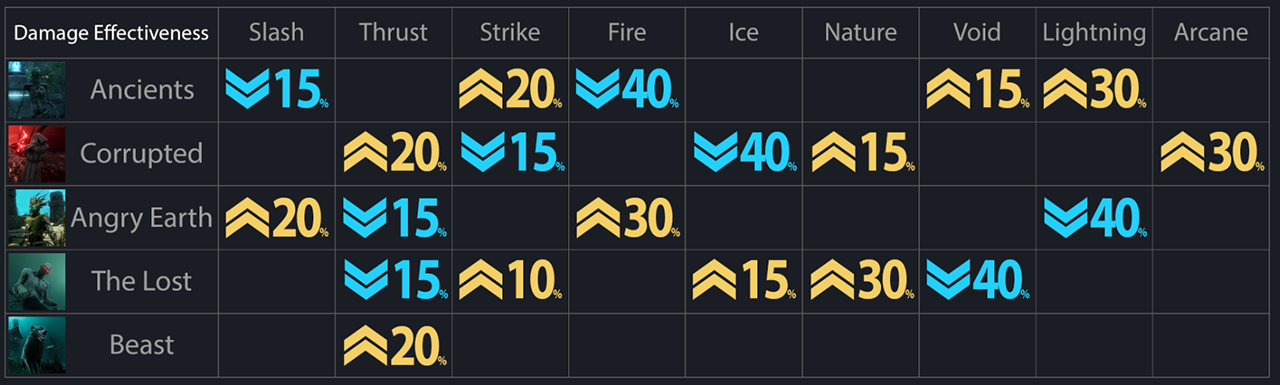 Damage Effectiveness Slash Thrust Strike Fire Ice Nature Void Lightning Arcane
Ancients 15% 20% 40% 15% 30%
Corrupted 20% 15% 40% 15% 30%
Angry Earth 20% 15% 30% 40%
The Lost 15% 10% 15% 30% 40%
Beast 20%